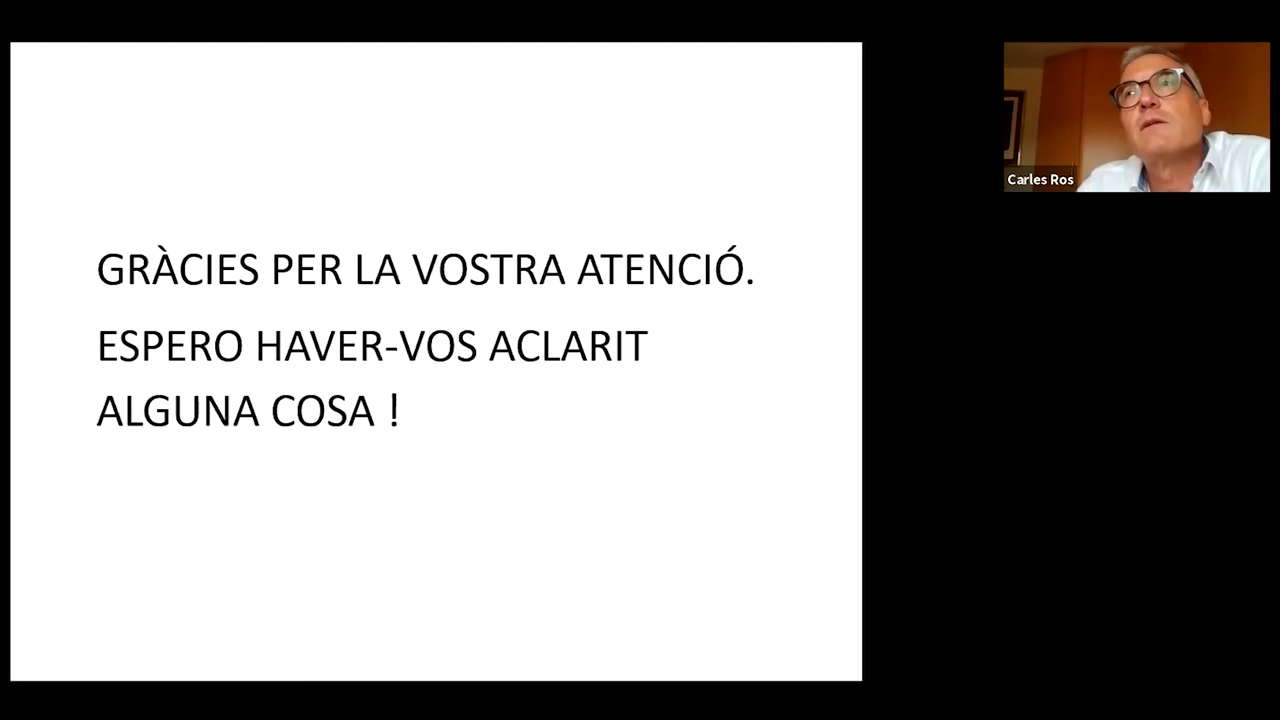 GRÀCIES PER LA VOSTRA ATENCIÓ.
ESPERO HAVER-VOS ACLARIT
ALGUNA COSA !
Carles Ros